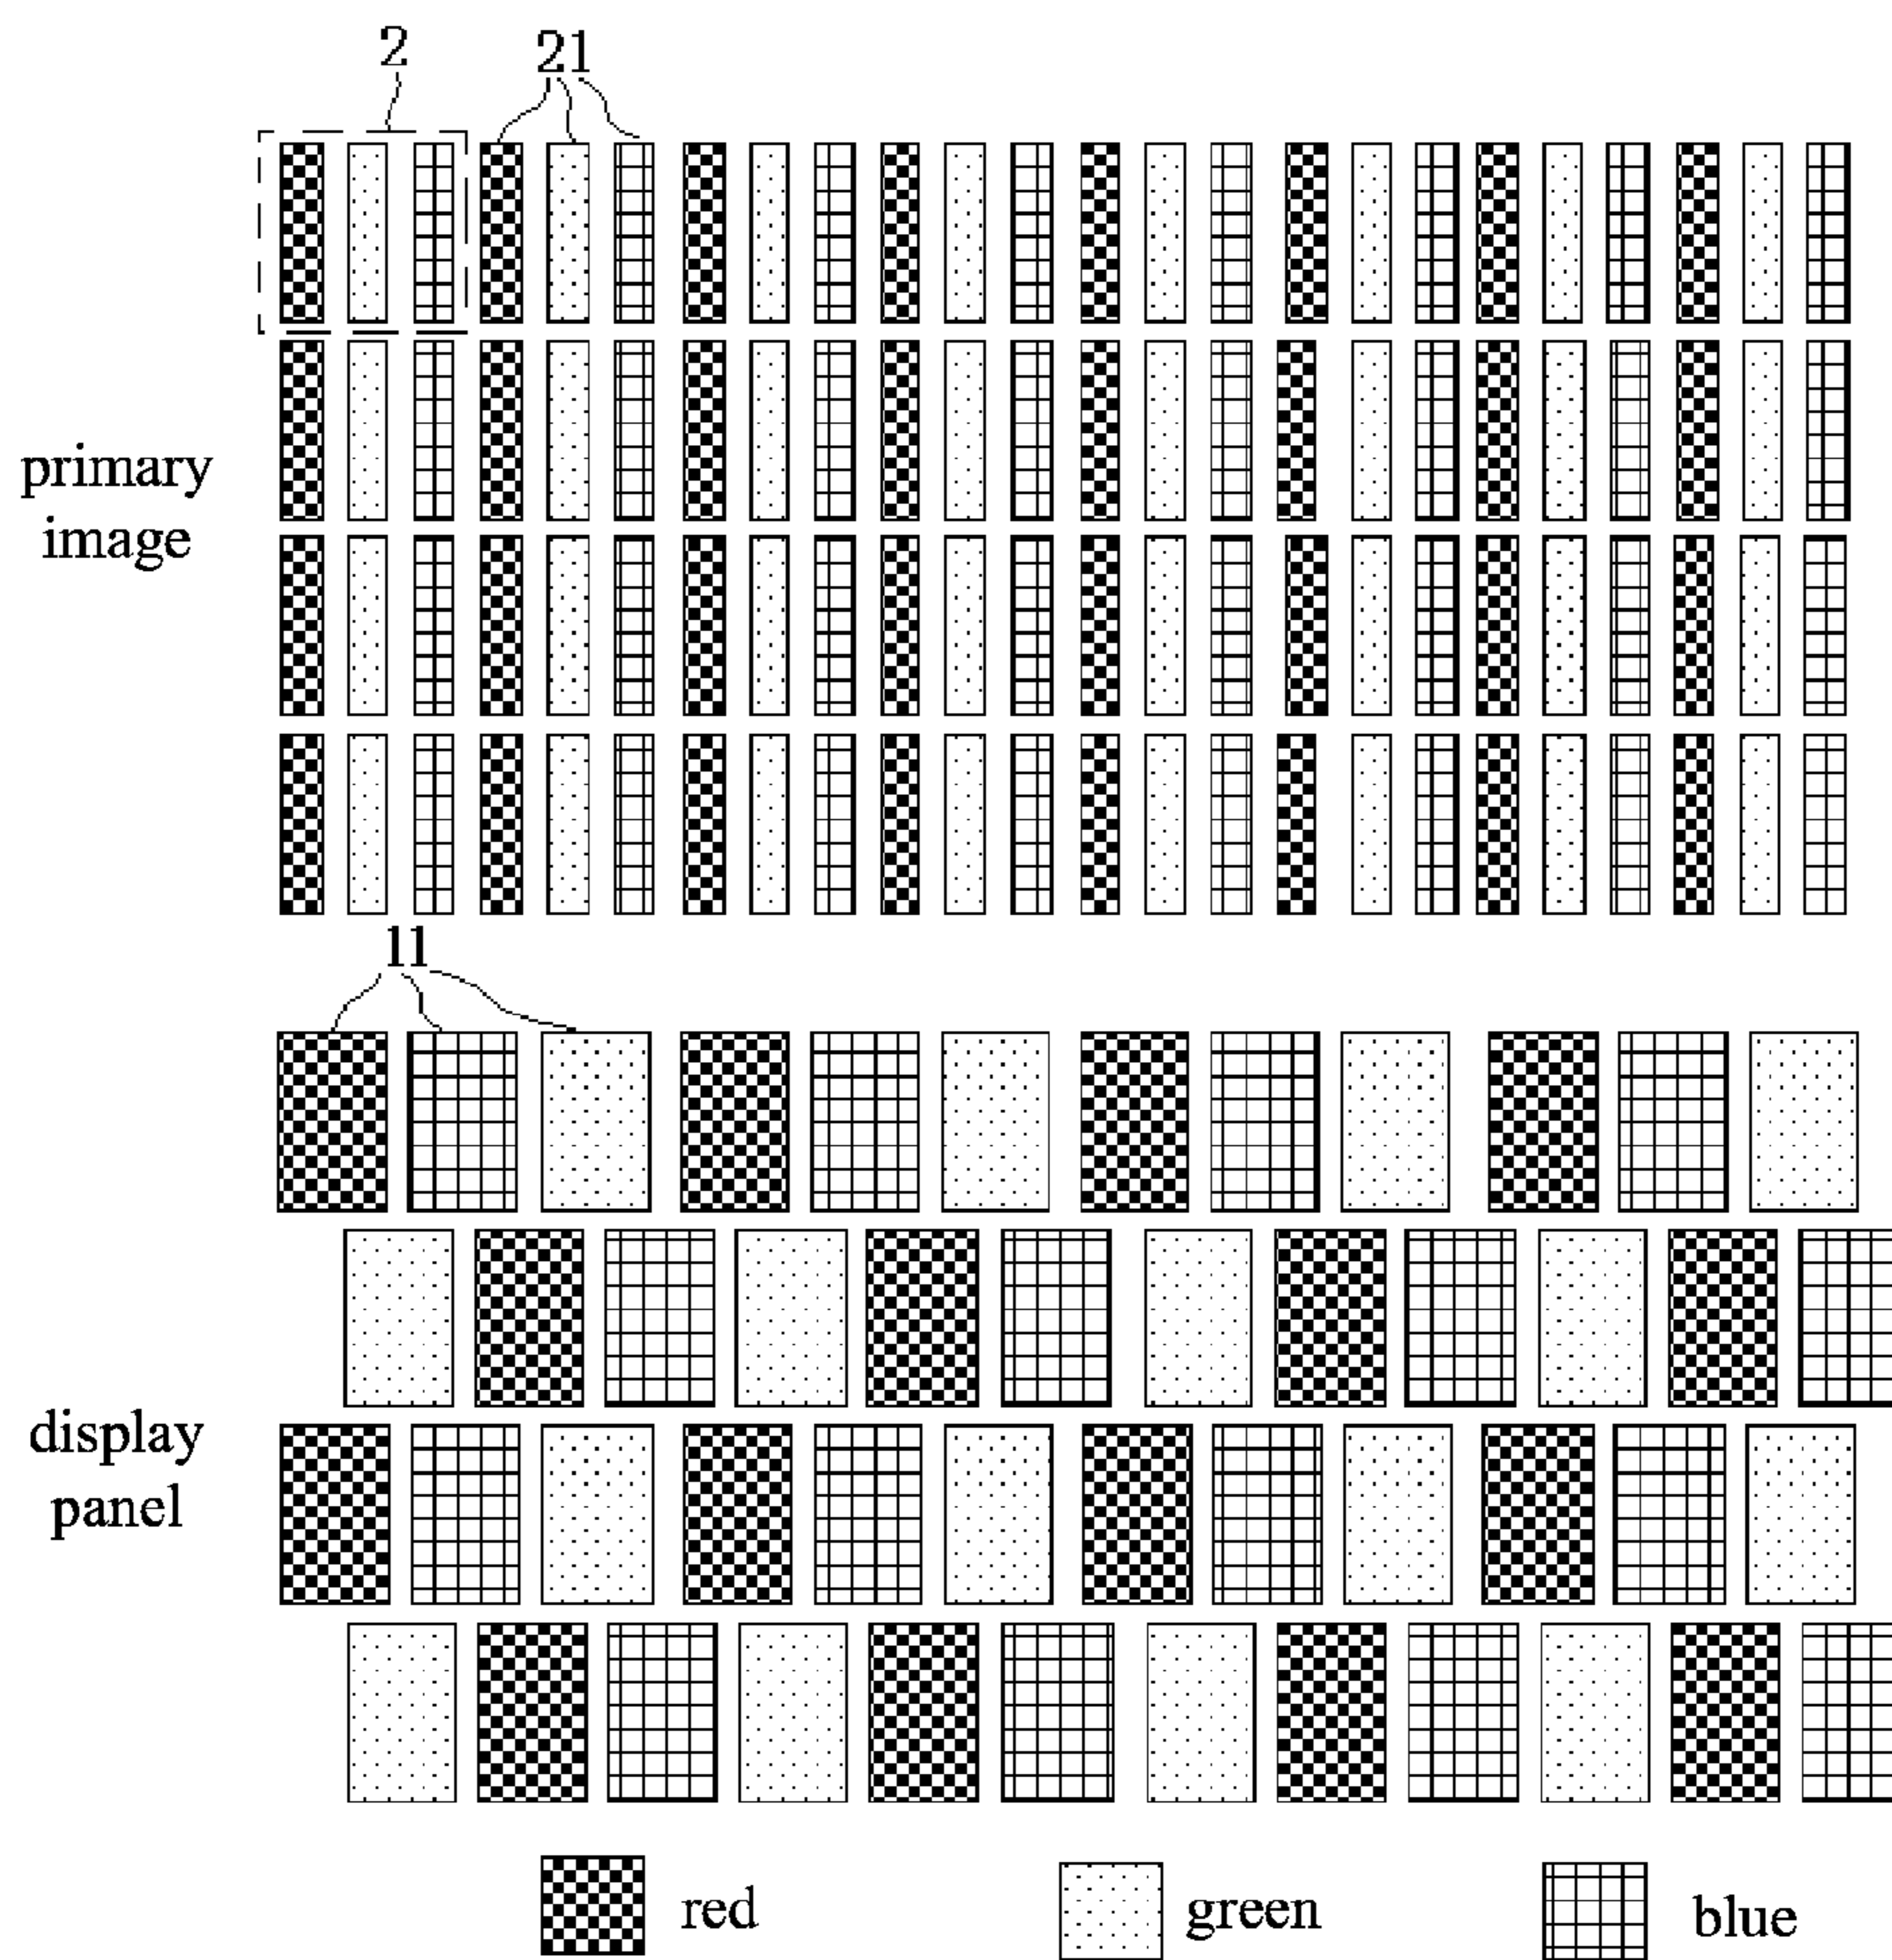 2
21
primary
image
11
display
panel
red
green
blue